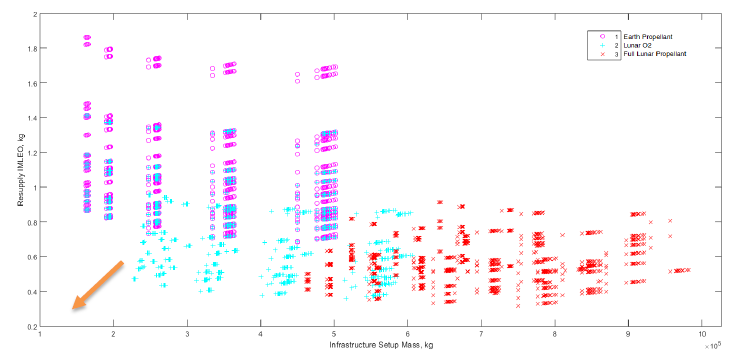 2
1.8
1.6
1.4
1.2
1
0.8
0.6
0.4
0.2
1 2 3 4 5 6 7 8 9 10
× 10⁵
Resupply IMLEO, kg
Infrastructure Setup Mass, kg
1 Earth Propellant
2 Lunar O2
3 Full Lunar Propellant